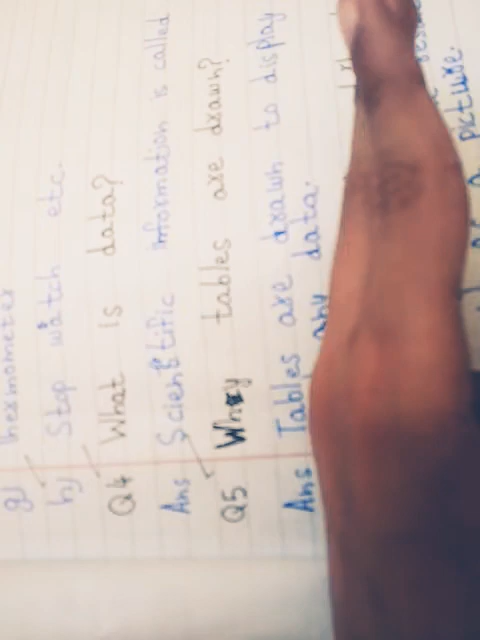 g) thermometer
h) Stop watch etc.
Q4 What is data?
Ans Scientific information is called
Q5 Why tables are drawn?
Ans Tables are drawn to display
any data.
picture.